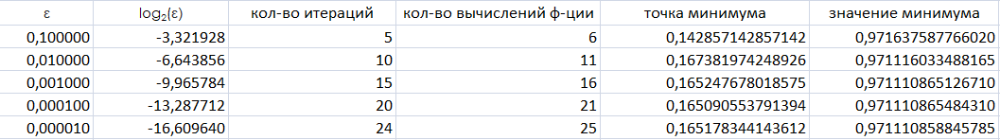 ε log₂(ε) кол-во итераций кол-во вычислений ф-ции точка минимума значение минимума
0,100000 -3,321928 5 6 0,142857142857142 0,971637587766020
0,010000 -6,643856 10 11 0,167381974248926 0,971116033488165
0,001000 -9,965784 15 16 0,165247678018575 0,971110865126710
0,000100 -13,287712 20 21 0,165090553791394 0,971110865484310
0,000010 -16,609640 24 25 0,165178344143612 0,971110858845785